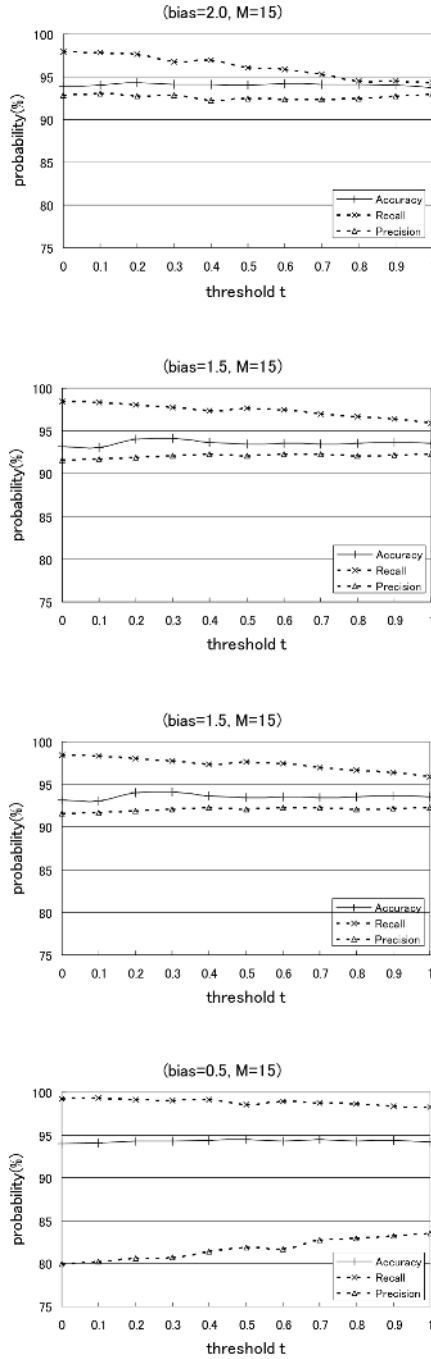 (bias=2.0, M=15)
100
95
90
85
80
75
probability(%)
Accuracy
Recall
Precision
0 0.1 0.2 0.3 0.4 0.5 0.6 0.7 0.8 0.9 1
threshold t
(bias=1.5, M=15)
100
95
90
85
80
75
probability(%)
Accuracy
Recall
Precision
0 0.1 0.2 0.3 0.4 0.5 0.6 0.7 0.8 0.9 1
threshold t
(bias=1.5, M=15)
100
95
90
85
80
75
probability(%)
Accuracy
Recall
Precision
0 0.1 0.2 0.3 0.4 0.5 0.6 0.7 0.8 0.9 1
threshold t
(bias=0.5, M=15)
100
95
90
85
80
75
probability(%)
Accuracy
Recall
Precision
0 0.1 0.2 0.3 0.4 0.5 0.6 0.7 0.8 0.9 1
threshold t